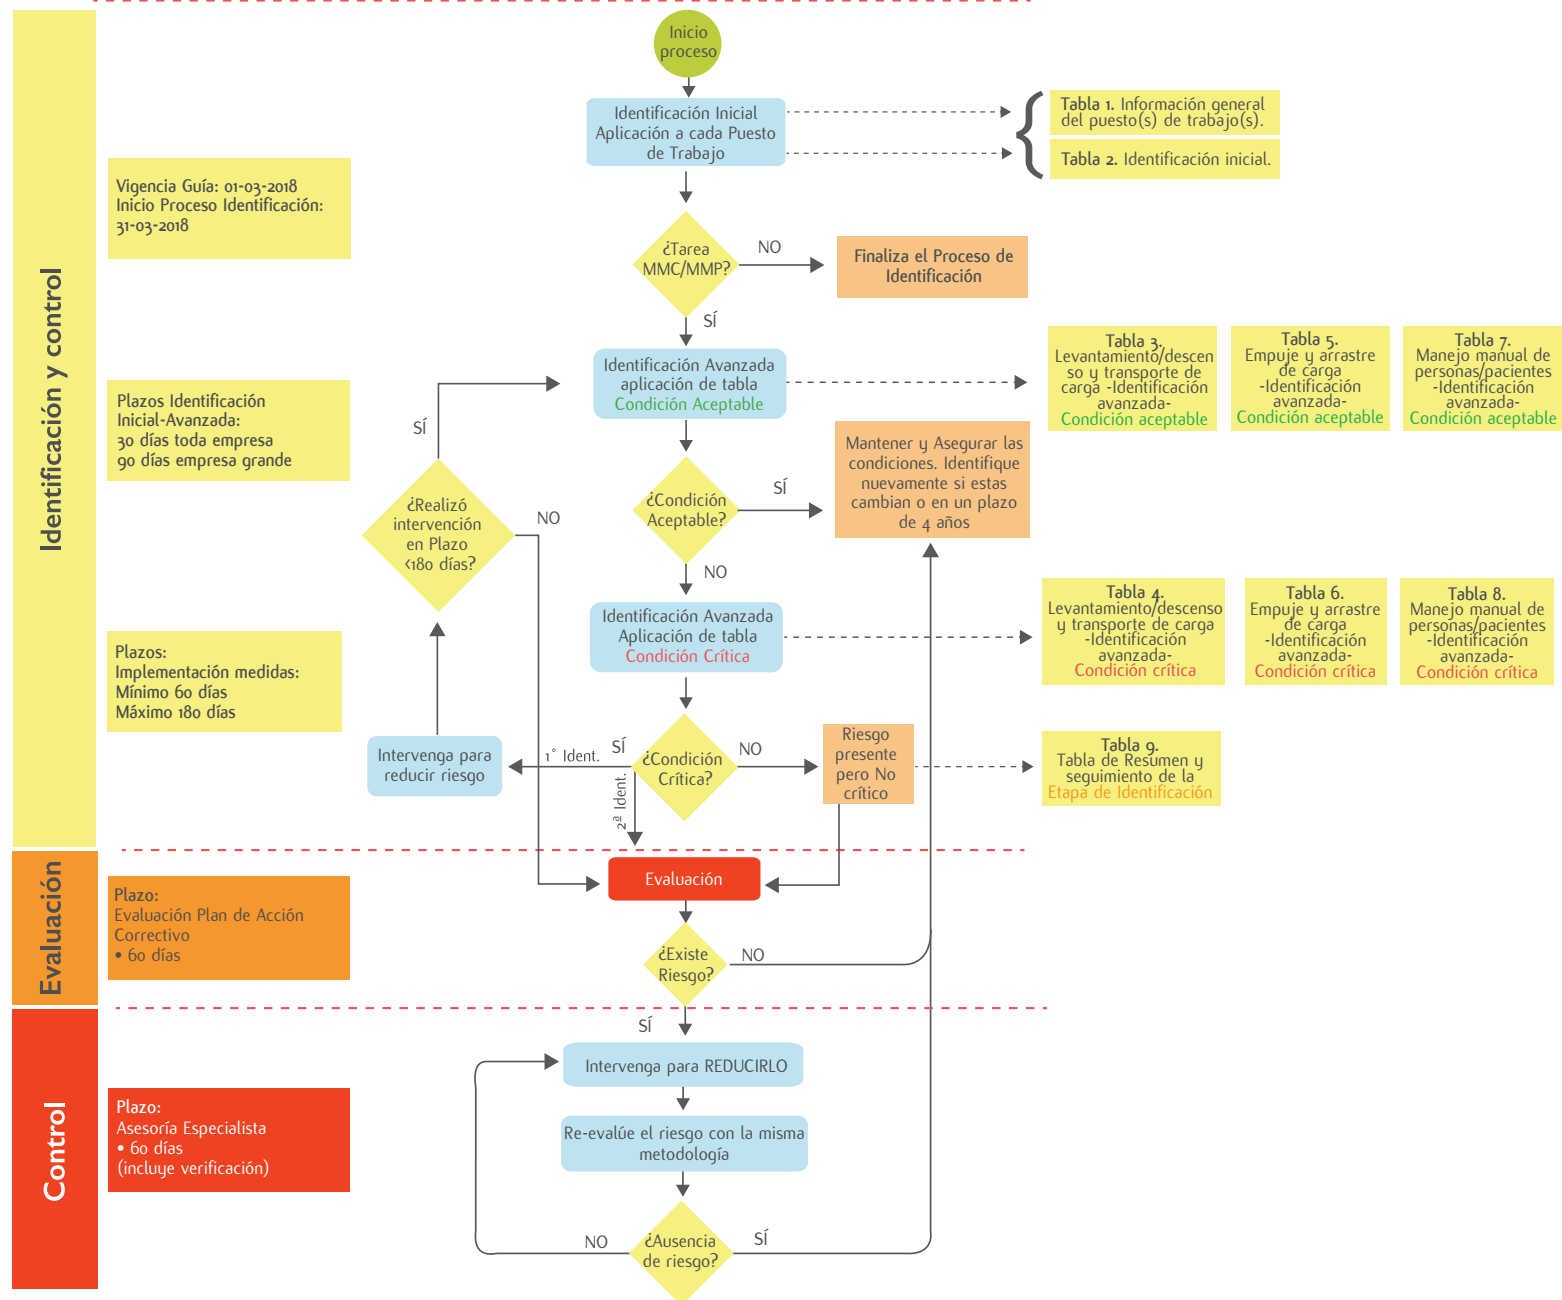 Inicio
proceso
Identificación Inicial
Aplicación a cada Puesto
de Trabajo
Tabla 1. Información general
del puesto(s) de trabajo(s).
Tabla 2. Identificación inicial.
Identificación y control
Vigencia Guía: 01-03-2018
Inicio Proceso Identificación:
31-03-2018
¿Tarea
MMC/MMP?
NO
Finaliza el Proceso de
Identificación
SÍ
Identificación Avanzada
aplicación de tabla
Condición Aceptable
Tabla 3.
Levantamiento/descen
so y transporte de
carga -Identificación
avanzada-
Condición aceptable
Tabla 5.
Empuje y arrastre
de carga
-Identificación
avanzada-
Condición aceptable
Tabla 7.
Manejo manual de
personas/pacientes
-Identificación
avanzada-
Condición aceptable
Plazos Identificación
Inicial-Avanzada:
30 días toda empresa
90 días empresa grande
SÍ
¿Realizó
intervención
en Plazo
<180 días?
NO
¿Condición
Aceptable?
SÍ
Mantener y Asegurar las
condiciones. Identifique
nuevamente si estas
cambian o en un plazo
de 4 años
NO
Identificación Avanzada
Aplicación de tabla
Condición Crítica
Tabla 4.
Levantamiento/descenso
y transporte de carga
-Identificación
avanzada-
Condición crítica
Tabla 6.
Empuje y arrastre
de carga
-Identificación
avanzada-
Condición crítica
Tabla 8.
Manejo manual de
personas/pacientes
-Identificación
avanzada-
Condición crítica
Plazos:
Implementación medidas:
Mínimo 60 días
Máximo 180 días
Intervenga para
reducir riesgo
1° Ident.
SÍ
2ª Ident.
¿Condición
Crítica?
NO
Riesgo
presente
pero No
crítico
Tabla 9.
Tabla de Resumen y
seguimiento de la
Etapa de Identificación
Evaluación
Plazo:
Evaluación Plan de Acción
Correctivo
• 60 días
Evaluación
¿Existe
Riesgo?
NO
SÍ
Control
Plazo:
Asesoría Especialista
• 60 días
(incluye verificación)
Intervenga para REDUCIRLO
Re-evalúe el riesgo con la misma
metodología
NO
¿Ausencia
de riesgo?
SÍ